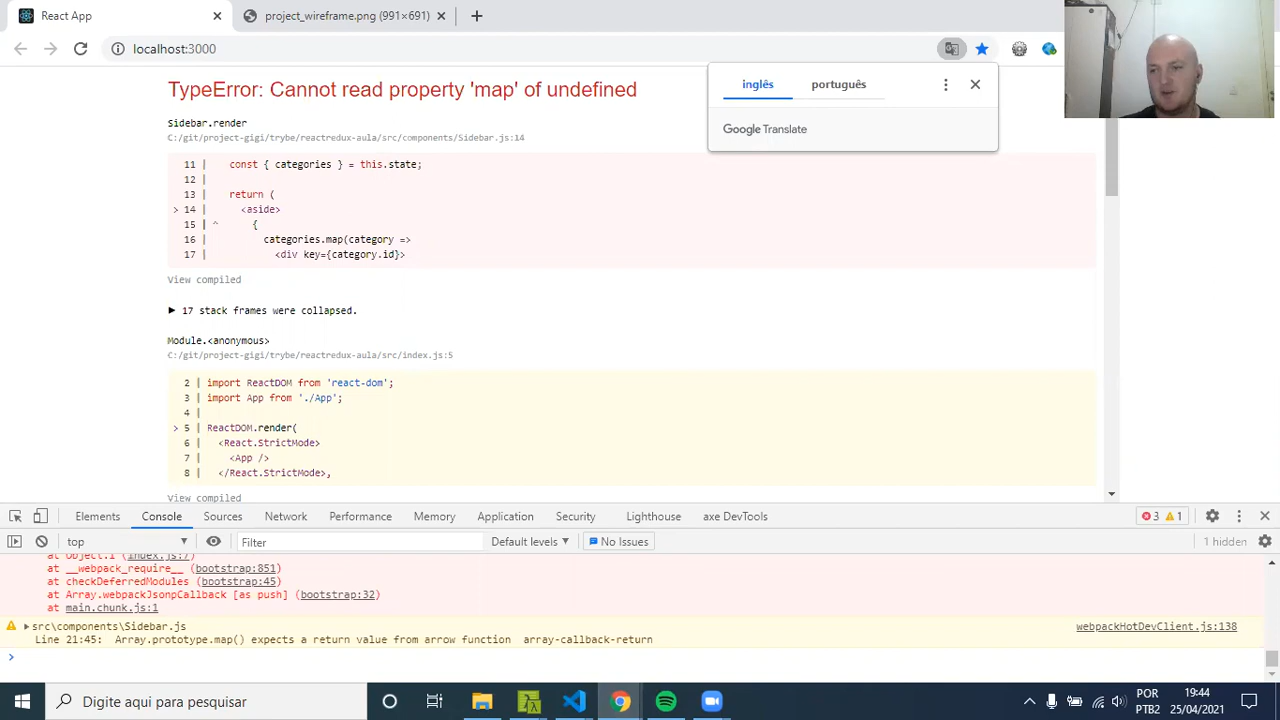 React App
project_wireframe.png (991×691)
localhost:3000
inglês
português
Google Translate
TypeError: Cannot read property 'map' of undefined
Sidebar.render
C:/git/project-gigi/trybe/reactredux-aula/src/components/Sidebar.js:14
11 | const { categories } = this.state;
12 |
13 | return (
> 14 | <aside>
15 | ^ {
16 | categories.map(category =>
17 | <div key={category.id}>
View compiled
▶ 17 stack frames were collapsed.
Module.<anonymous>
C:/git/project-gigi/trybe/reactredux-aula/src/index.js:5
2 | import ReactDOM from 'react-dom';
3 | import App from './App';
4 |
> 5 | ReactDOM.render(
6 | <React.StrictMode>
7 | <App />
8 | </React.StrictMode>,
View compiled
Elements Console Sources Network Performance Memory Application Security Lighthouse axe DevTools 3 1
top Filter Default levels No Issues 1 hidden
at Object.1 (index.js:7)
at __webpack_require__ (bootstrap:851)
at checkDeferredModules (bootstrap:45)
at Array.webpackJsonpCallback [as push] (bootstrap:32)
at main.chunk.js:1
src\components\Sidebar.js webpackHotDevClient.js:138
Line 21:45: Array.prototype.map() expects a return value from arrow function array-callback-return
>
Digite aqui para pesquisar
POR
PTB2
19:44
25/04/2021